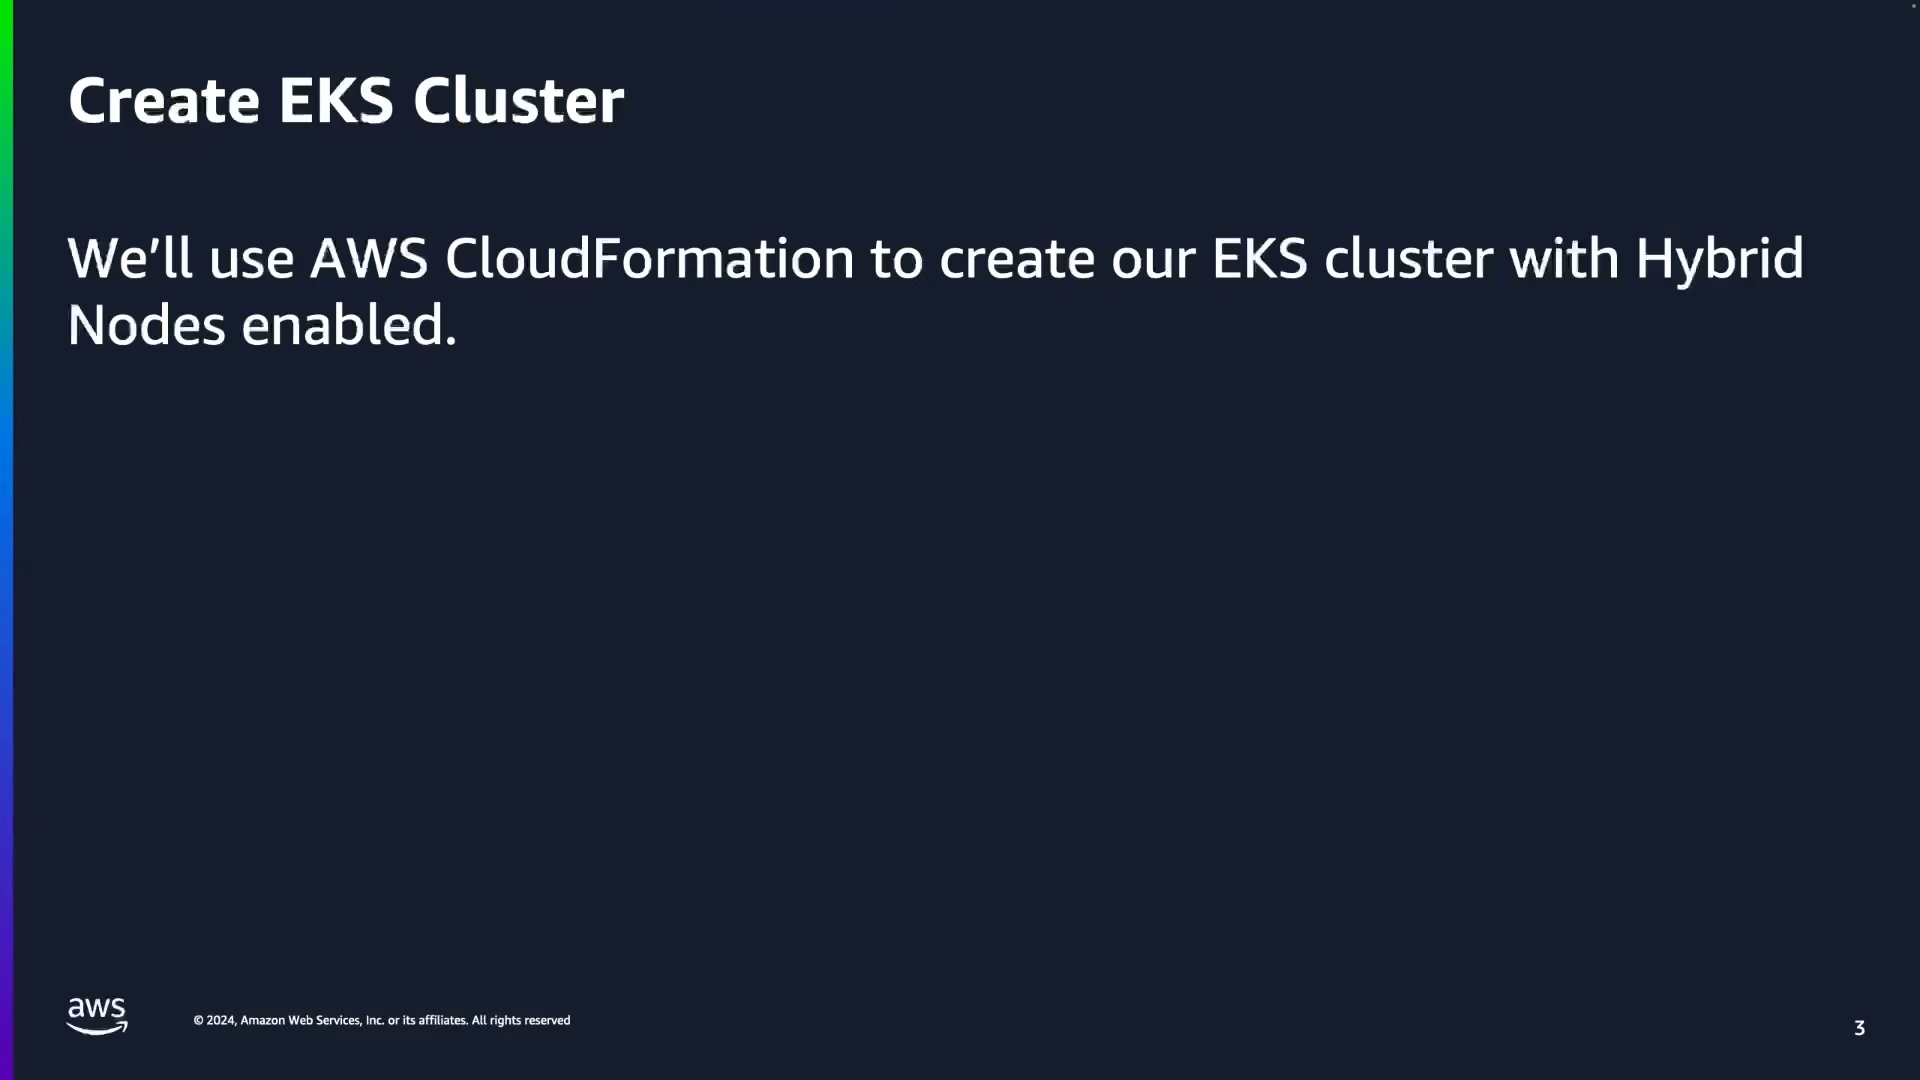 Create EKS Cluster
We’ll use AWS CloudFormation to create our EKS cluster with Hybrid
Nodes enabled.
aws
© 2024, Amazon Web Services, Inc. or its affiliates. All rights reserved
3